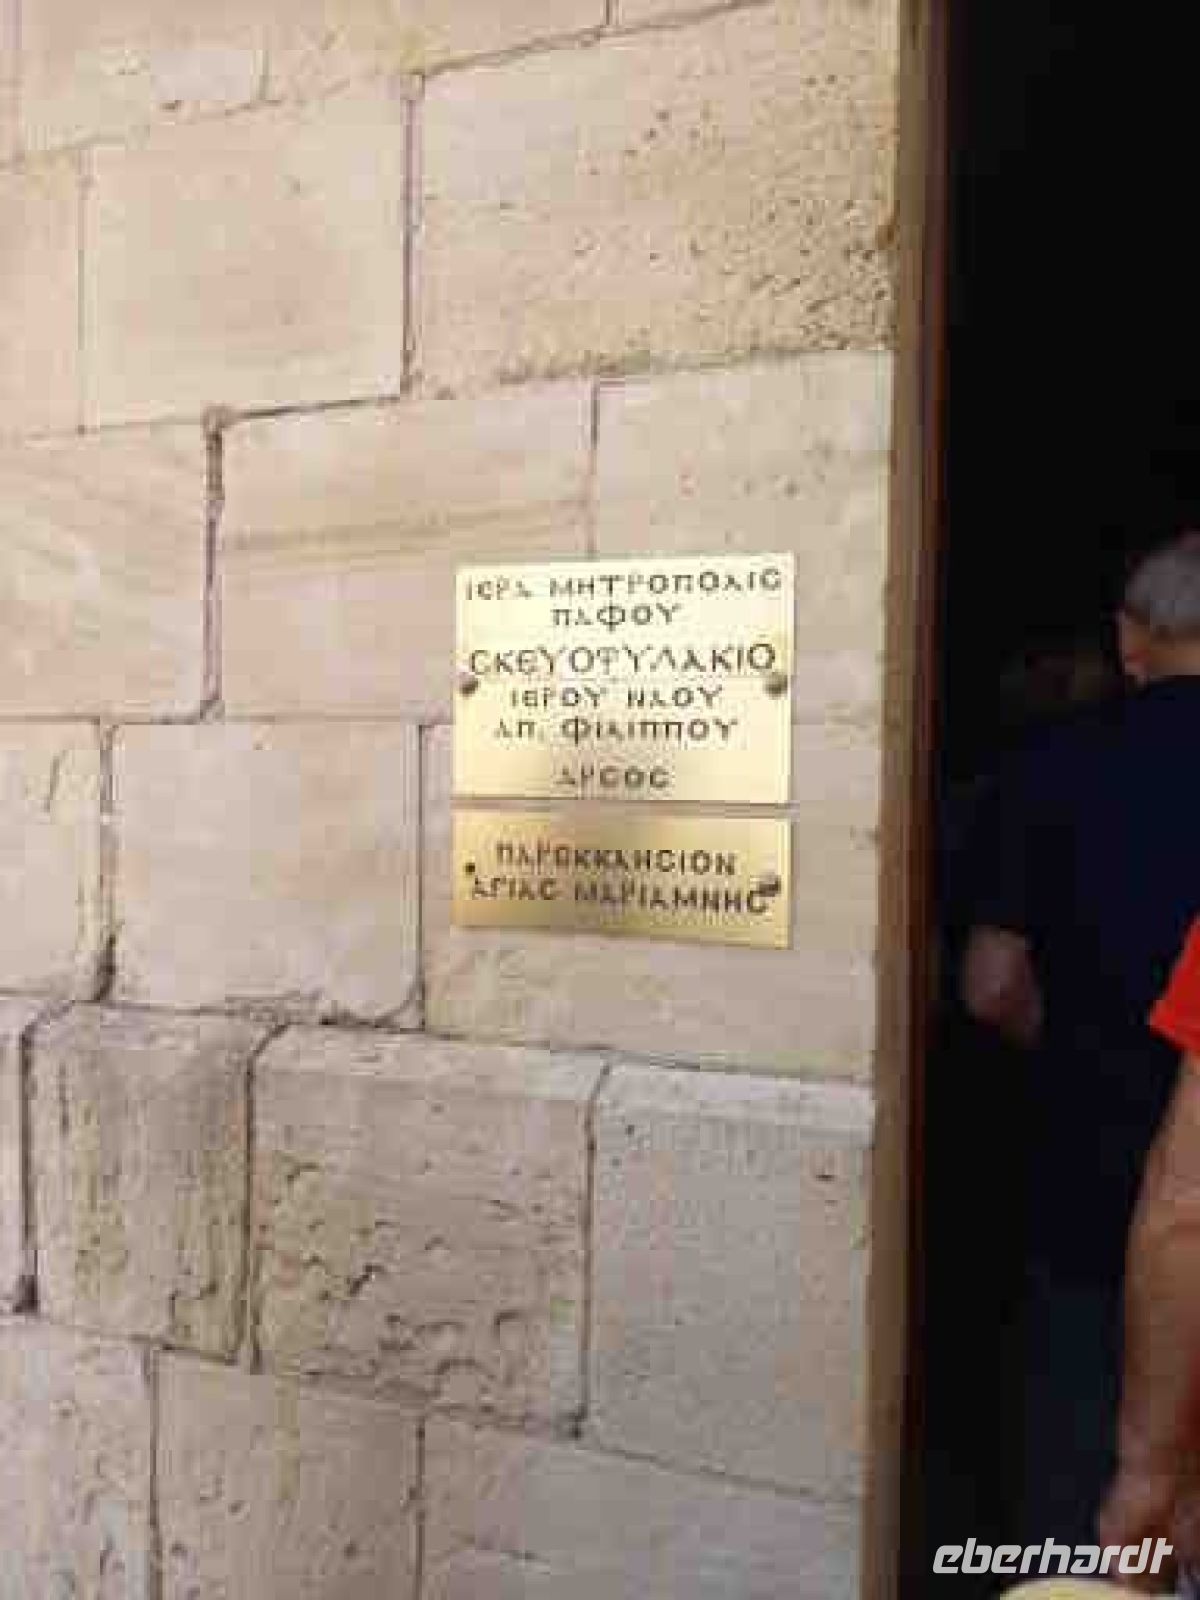 ΙΕΡΑ ΜΗΤΡΟΠΟΛΙϹ
ΠΑΦΟΥ
ϹΚΕΥΟΦΥΛΑΚΙΟ
ΙΕΡΟΥ ΝΑΟΥ
ΑΠ. ΦΙΛΙΠΠΟΥ
ΑΡϹΟϹ
ΠΑΡΕΚΚΛΗϹΙΟΝ
ΑΓΙΑϹ ΜΑΡΙΑΜΝΗϹ
eberhardt